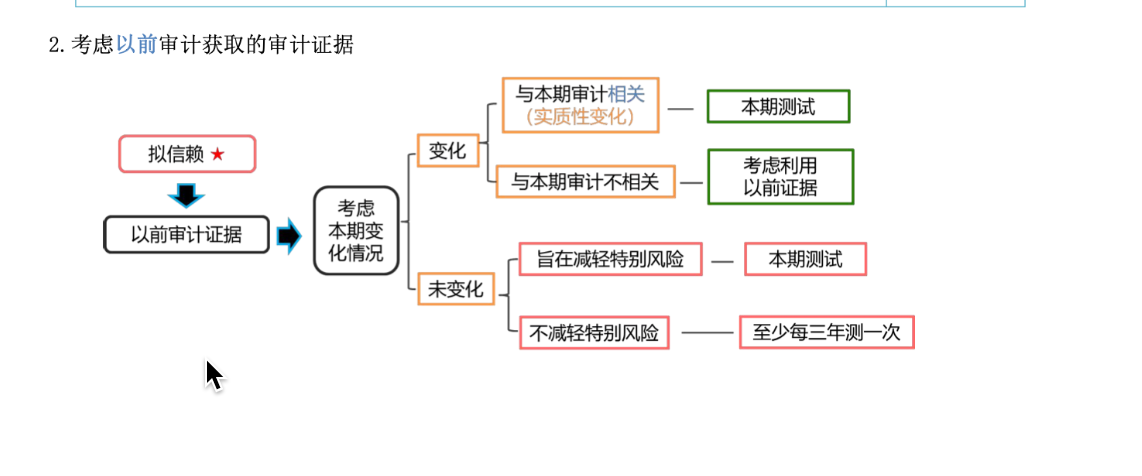 2. 考虑以前审计获取的审计证据
拟信赖 ★
以前审计证据
考虑
本期变
化情况
变化
与本期审计相关
（实质性变化）
本期测试
与本期审计不相关
考虑利用
以前证据
未变化
旨在减轻特别风险
本期测试
不减轻特别风险
至少每三年测一次